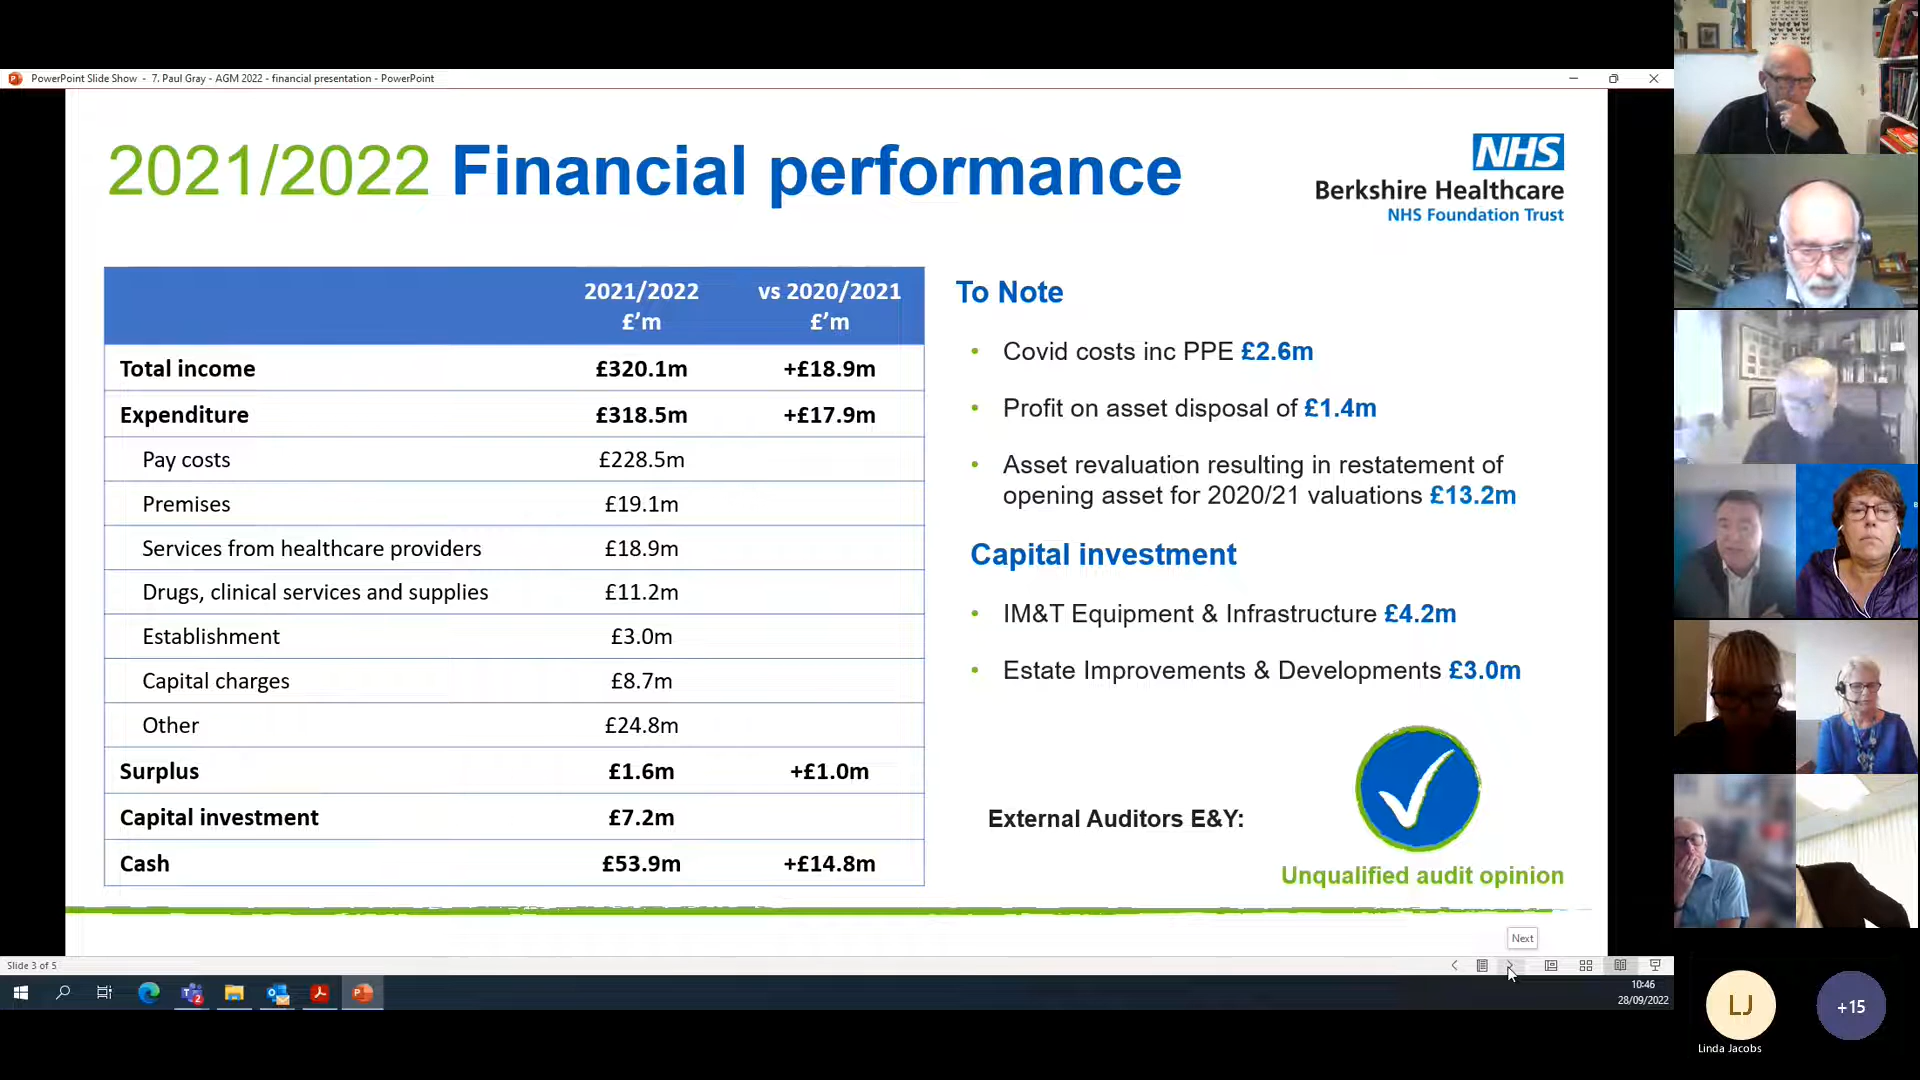 PowerPoint Slide Show - 7. Paul Gray - AGM 2022 - financial presentation - PowerPoint
2021/2022 Financial performance
NHS
Berkshire Healthcare
NHS Foundation Trust
2021/2022 vs 2020/2021
£’m £’m
Total income £320.1m +£18.9m
Expenditure £318.5m +£17.9m
Pay costs £228.5m
Premises £19.1m
Services from healthcare providers £18.9m
Drugs, clinical services and supplies £11.2m
Establishment £3.0m
Capital charges £8.7m
Other £24.8m
Surplus £1.6m +£1.0m
Capital investment £7.2m
Cash £53.9m +£14.8m
To Note
• Covid costs inc PPE £2.6m
• Profit on asset disposal of £1.4m
• Asset revaluation resulting in restatement of
opening asset for 2020/21 valuations £13.2m
Capital investment
• IM&T Equipment & Infrastructure £4.2m
• Estate Improvements & Developments £3.0m
External Auditors E&Y:
Unqualified audit opinion
Next
Slide 3 of 5
10:46
28/09/2022
LJ
Linda Jacobs
+15